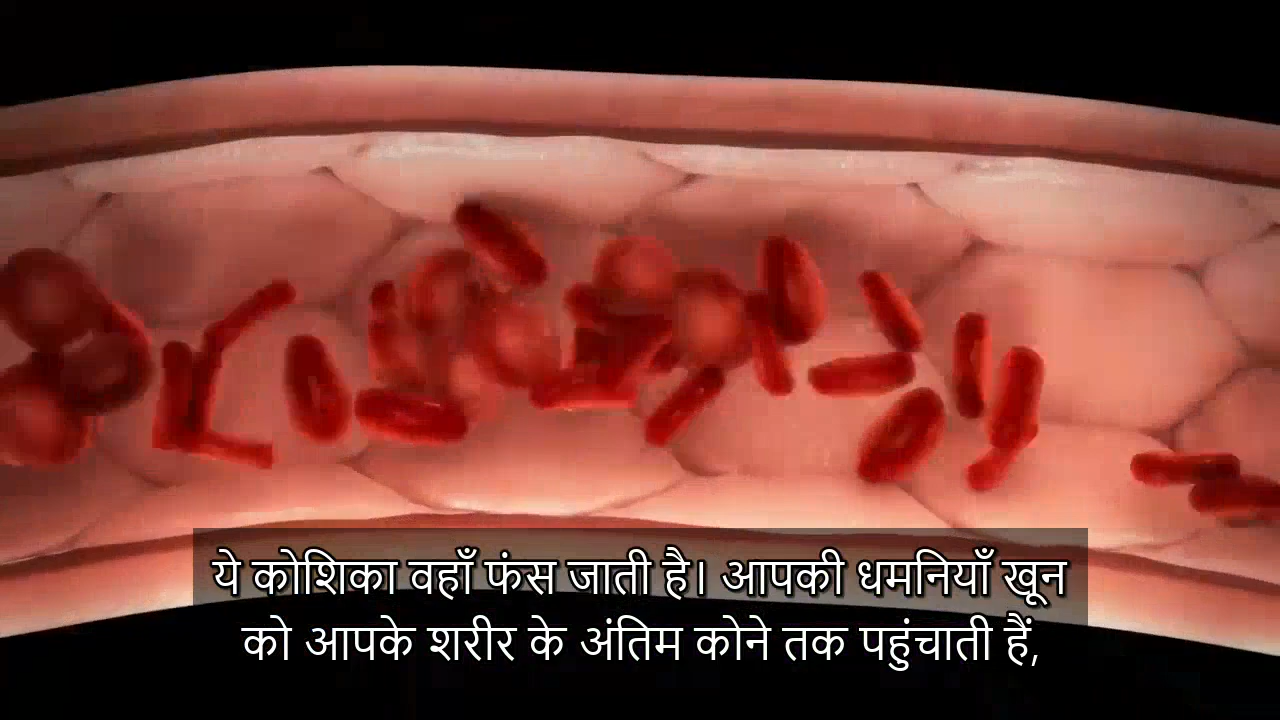 ये कोशिका वहाँ फंस जाती है। आपकी धमनियाँ खून
को आपके शरीर के अंतिम कोने तक पहुंचाती हैं,